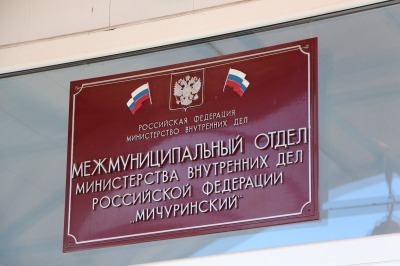 РОССИЙСКАЯ ФЕДЕРАЦИЯ
МИНИСТЕРСТВО ВНУТРЕННИХ ДЕЛ
МЕЖМУНИЦИПАЛЬНЫЙ ОТДЕЛ
МИНИСТЕРСТВА ВНУТРЕННИХ ДЕЛ
РОССИЙСКОЙ ФЕДЕРАЦИИ
„МИЧУРИНСКИЙ"